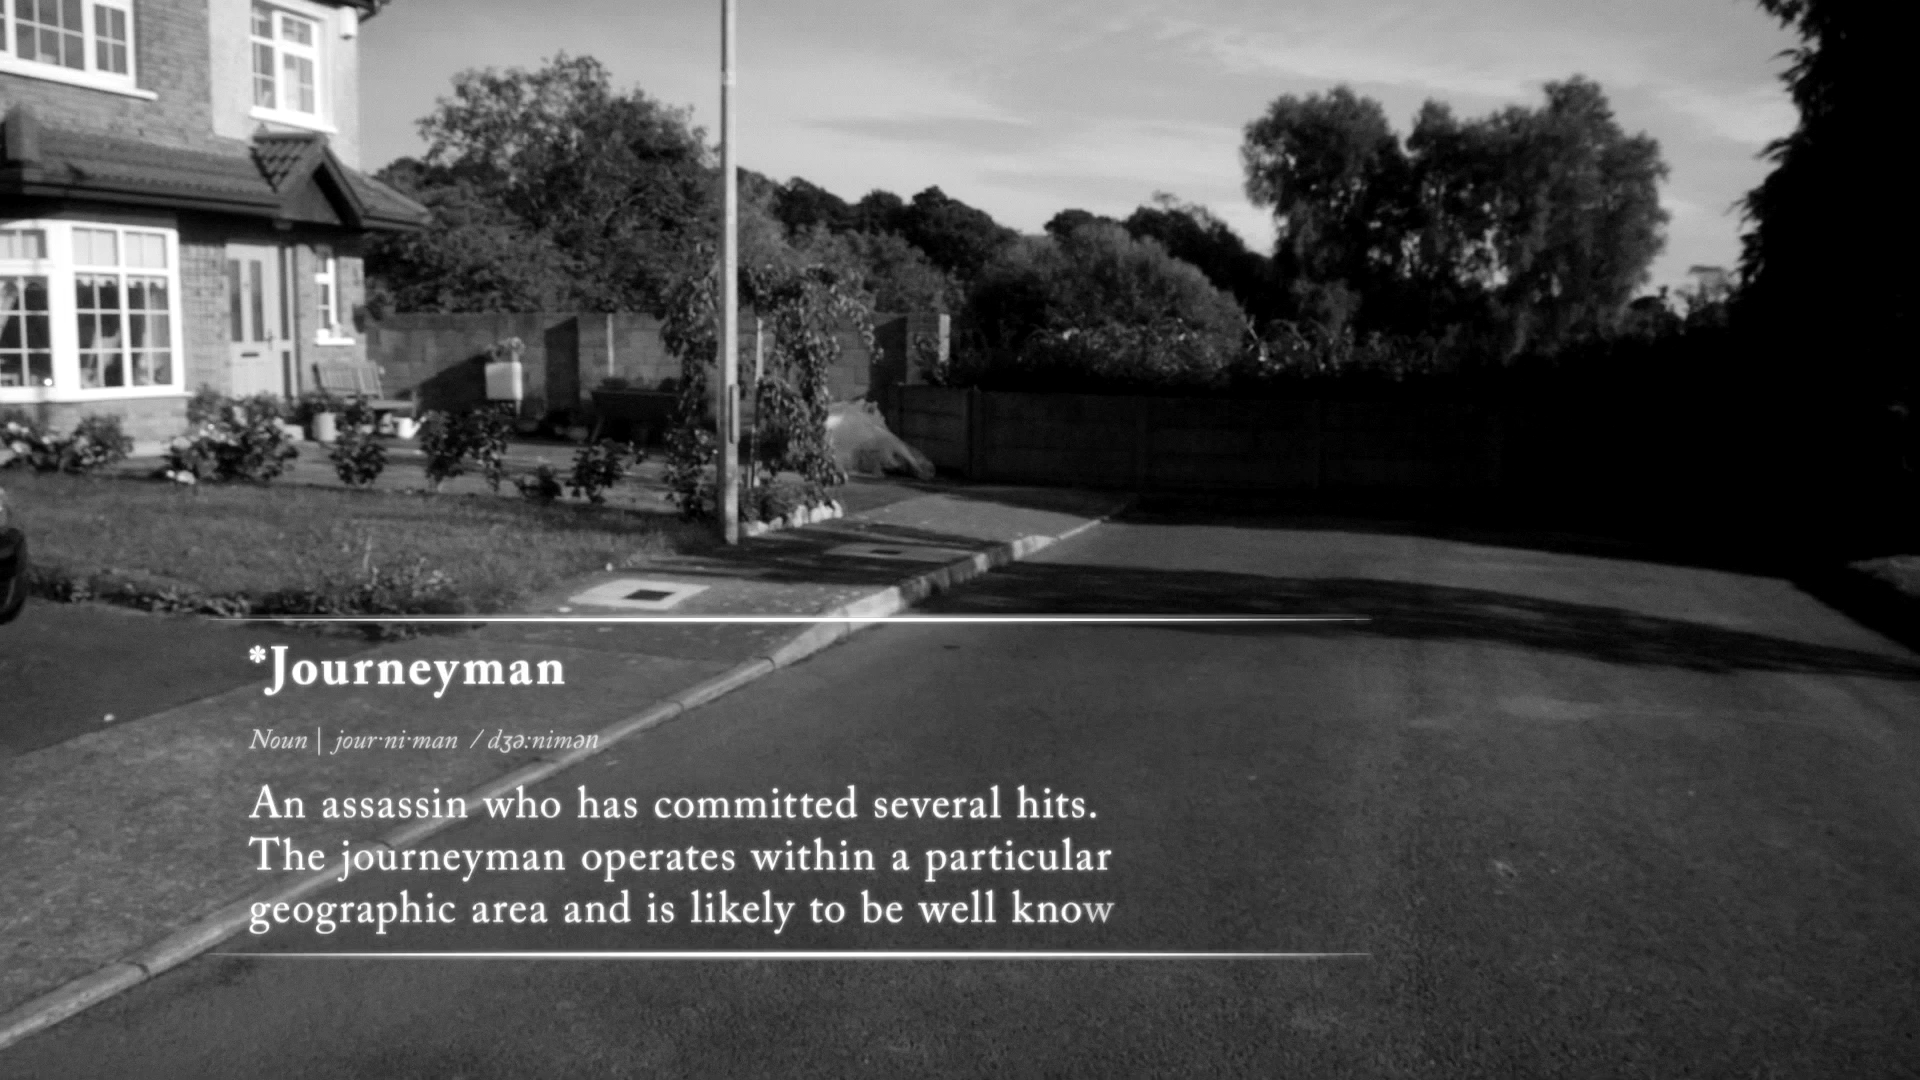 *Journeyman
Noun | jour·ni·man / dʒə:nimən
An assassin who has committed several hits.
The journeyman operates within a particular
geographic area and is likely to be well know